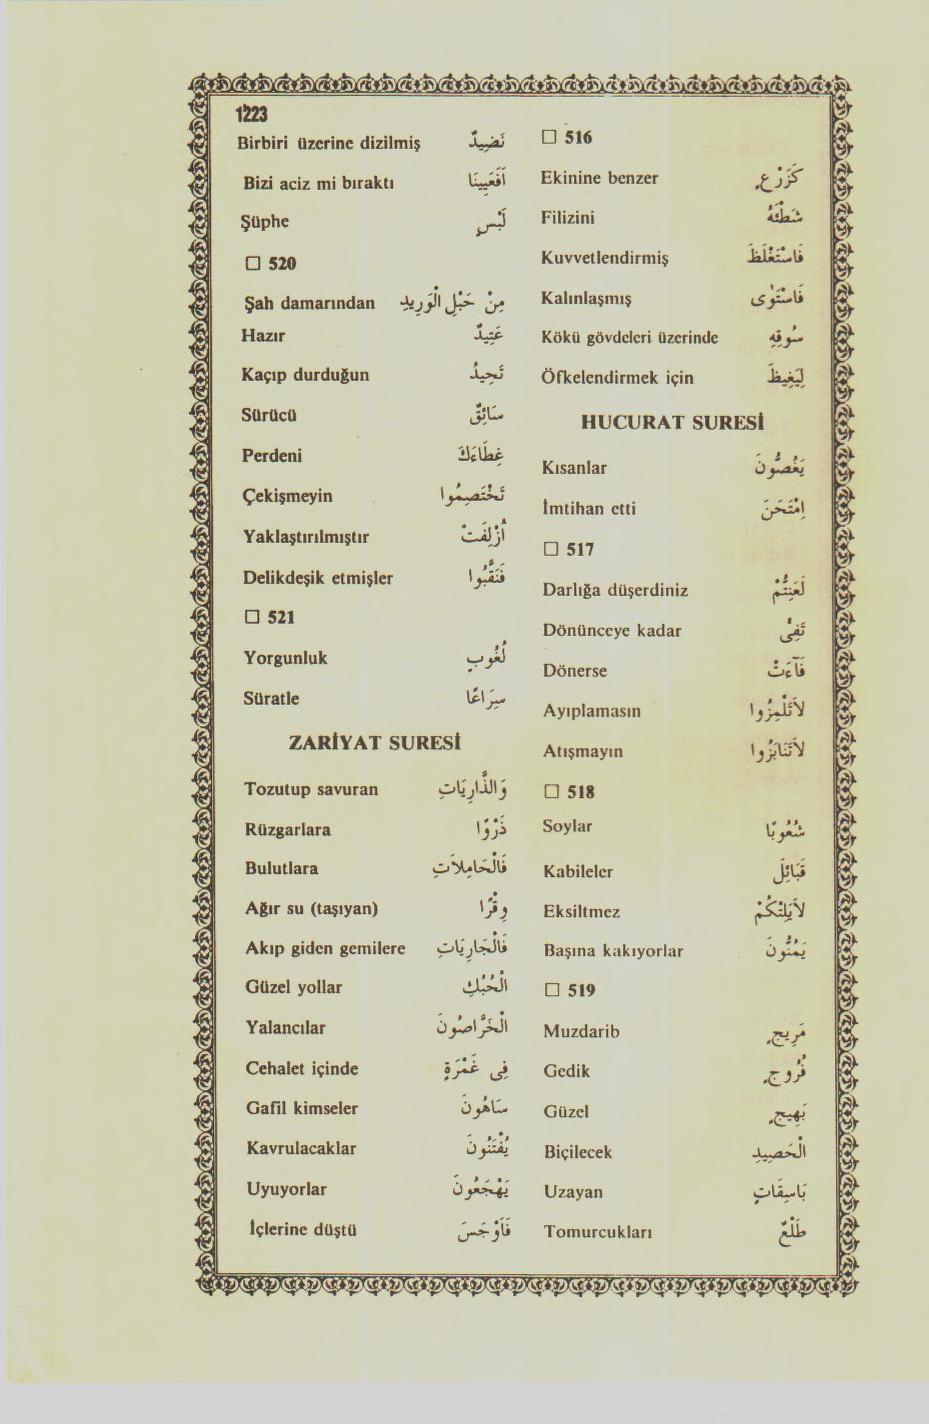 1223
□ 516
Ekinine benzer كَزَرْعٍ
Filizini شَطْئَهُ
Kuvvetlendirmiş فَاسْتَغْلَظَ
Kalınlaşmış فَاسْتَوٰى
Kökü gövdeleri üzerinde سُوقِهِ
Öfkelendirmek için لِيَغِيظَ
HUCURAT SURESİ
Kısanlar يَغُضُّونَ
İmtihan etti اِمْتَحَنَ
□ 517
Darlığa düşerdiniz لَعَنِتُّمْ
Dönünceye kadar تَفِىءَ
Dönerse فَآءَتْ
Ayıplamasın لاَتَلْمِزُوا
Atışmayın لاَتَنَابَزُوا
□ 518
Soylar شُعُوبًا
Kabileler قَبَائِلَ
Eksiltmez لاَيَلِتْكُمْ
Başına kakıyorlar يَمُنُّونَ
□ 519
Muzdarib مَرِيجٍ
Gedik فُرُوجٍ
Güzel بَهِيجٍ
Biçilecek الْحَصِيدِ
Uzayan بَاسِقَاتٍ
Tomurcukları طَلْعٌ
Birbiri üzerine dizilmiş نَضِيدٌ
Bizi aciz mi bıraktı اَفَعَيِينَا
Şüphe لَبْسٍ
□ 520
Şah damarından مِنْ حَبْلِ الْوَرِيدِ
Hazır عَتِيدٌ
Kaçıp durduğun تَحِيدُ
Sürücü سَائِقٌ
Perdeni غِطَاءَكَ
Çekişmeyin تَخْتَصِمُوا
Yaklaştırılmıştır اُزْلِفَتْ
Delikdeşik etmişler فَنَقَّبُوا
□ 521
Yorgunluk لُغُوبٍ
Süratle سِرَاعًا
ZARİYAT SURESİ
Tozutup savuran وَالذَّارِيَاتِ
Rüzgarlara ذَرْوًا
Bulutlara فَالْحَامِلاَتِ
Ağır su (taşıyan) وِقْرًا
Akıp giden gemilere فَالْجَارِيَاتِ
Güzel yollar الْحُبُكِ
Yalancılar الْخَرَّاصُونَ
Cehalet içinde فِى غَمْرَةٍ
Gafil kimseler سَاهُونَ
Kavrulacaklar يُفْتَنُونَ
Uyuyorlar يَهْجَعُونَ
İçlerine düştü فَاَوْجَسَ